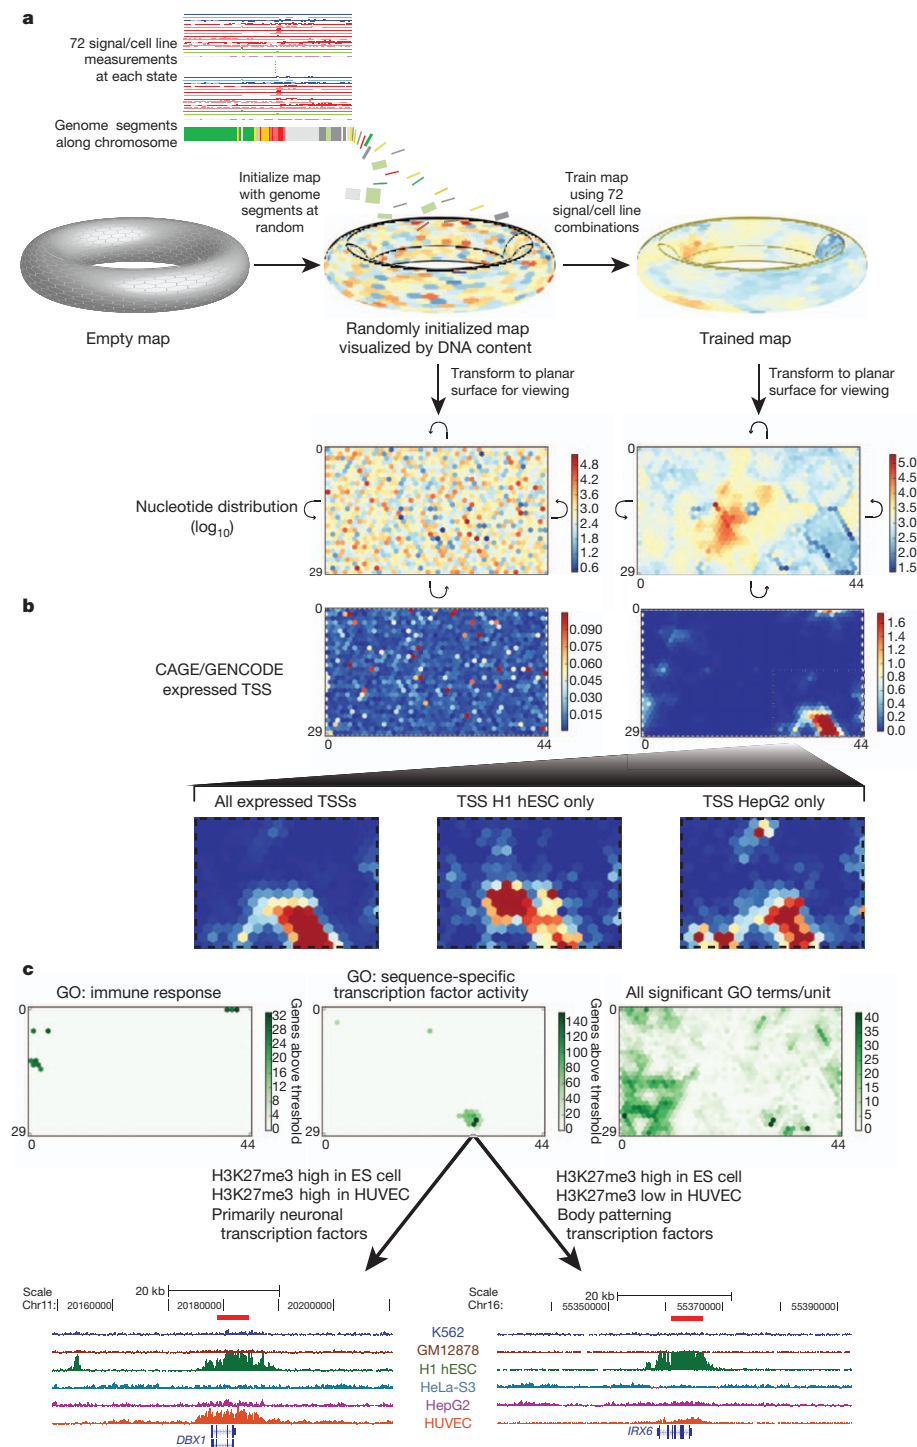 a
72 signal/cell line
measurements
at each state
Genome segments
along chromosome
Initialize map
with genome
segments at
random
Train map
using 72
signal/cell line
combinations
Empty map
Randomly initialized map
visualized by DNA content
Trained map
Transform to planar
surface for viewing
Transform to planar
surface for viewing
Nucleotide distribution
(log10)
0
29
4.8
4.2
3.6
3.0
2.4
1.8
1.2
0.6
0
29
0
44
5.0
4.5
4.0
3.5
3.0
2.5
2.0
1.5
b
CAGE/GENCODE
expressed TSS
0
29
0
44
0.090
0.075
0.060
0.045
0.030
0.015
0
29
0
44
1.6
1.4
1.2
1.0
0.8
0.6
0.4
0.2
0.0
All expressed TSSs
TSS H1 hESC only
TSS HepG2 only
c
GO: immune response
0
29
0
44
32
28
24
20
16
12
8
4
0
Genes above threshold
GO: sequence-specific
transcription factor activity
0
29
0
44
140
120
100
80
60
40
20
0
Genes above threshold
All significant GO terms/unit
0
29
0
44
40
35
30
25
20
15
10
5
0
H3K27me3 high in ES cell
H3K27me3 high in HUVEC
Primarily neuronal
transcription factors
H3K27me3 high in ES cell
H3K27me3 low in HUVEC
Body patterning
transcription factors
Scale
20 kb
Chr11:
20160000
20180000
20200000
Scale
20 kb
Chr16:
55350000
55370000
55390000
K562
GM12878
H1 hESC
HeLa-S3
HepG2
HUVEC
DBX1
IRX6